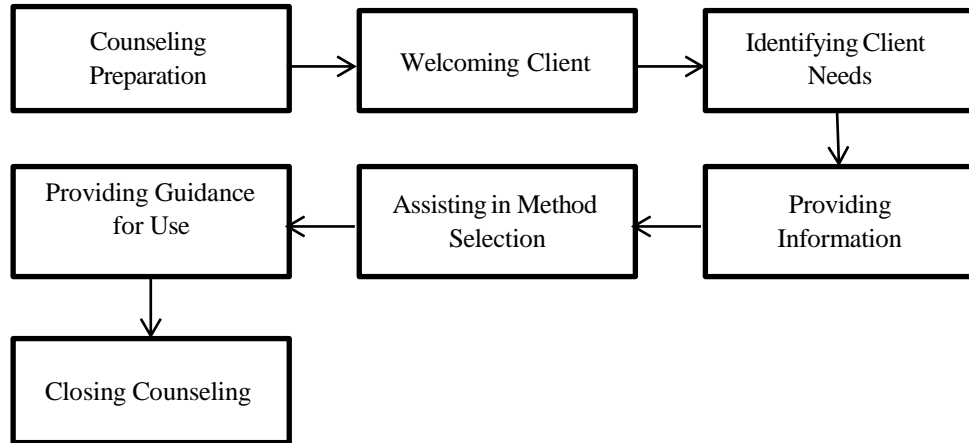 Counseling
Preparation
Welcoming Client
Identifying Client
Needs
Providing
Information
Assisting in Method
Selection
Providing Guidance
for Use
Closing Counseling